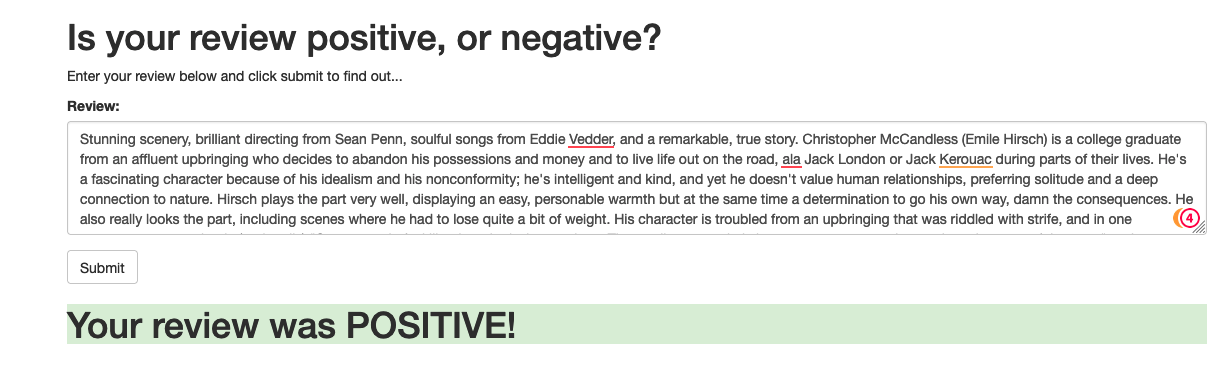 Is your review positive, or negative?
Enter your review below and click submit to find out...
Review:
Stunning scenery, brilliant directing from Sean Penn, soulful songs from Eddie Vedder, and a remarkable, true story. Christopher McCandless (Emile Hirsch) is a college graduate
from an affluent upbringing who decides to abandon his possessions and money and to live life out on the road, ala Jack London or Jack Kerouac during parts of their lives. He's
a fascinating character because of his idealism and his nonconformity; he's intelligent and kind, and yet he doesn't value human relationships, preferring solitude and a deep
connection to nature. Hirsch plays the part very well, displaying an easy, personable warmth but at the same time a determination to go his own way, damn the consequences. He
also really looks the part, including scenes where he had to lose quite a bit of weight. His character is troubled from an upbringing that was riddled with strife, and in one
4
Submit
Your review was POSITIVE!